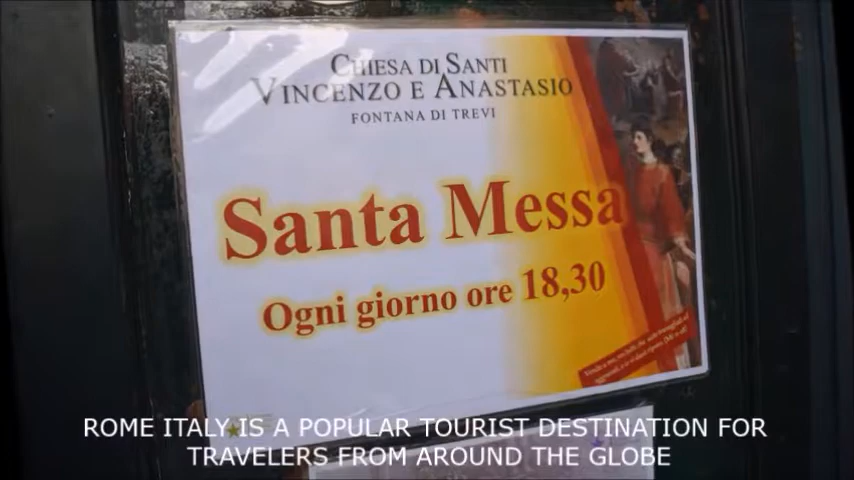 CHIESA DI SANTI
VINCENZO E ANASTASIO
FONTANA DI TREVI
Santa Messa
Ogni giorno ore 18,30
ROME ITALY IS A POPULAR TOURIST DESTINATION FOR
TRAVELERS FROM AROUND THE GLOBE